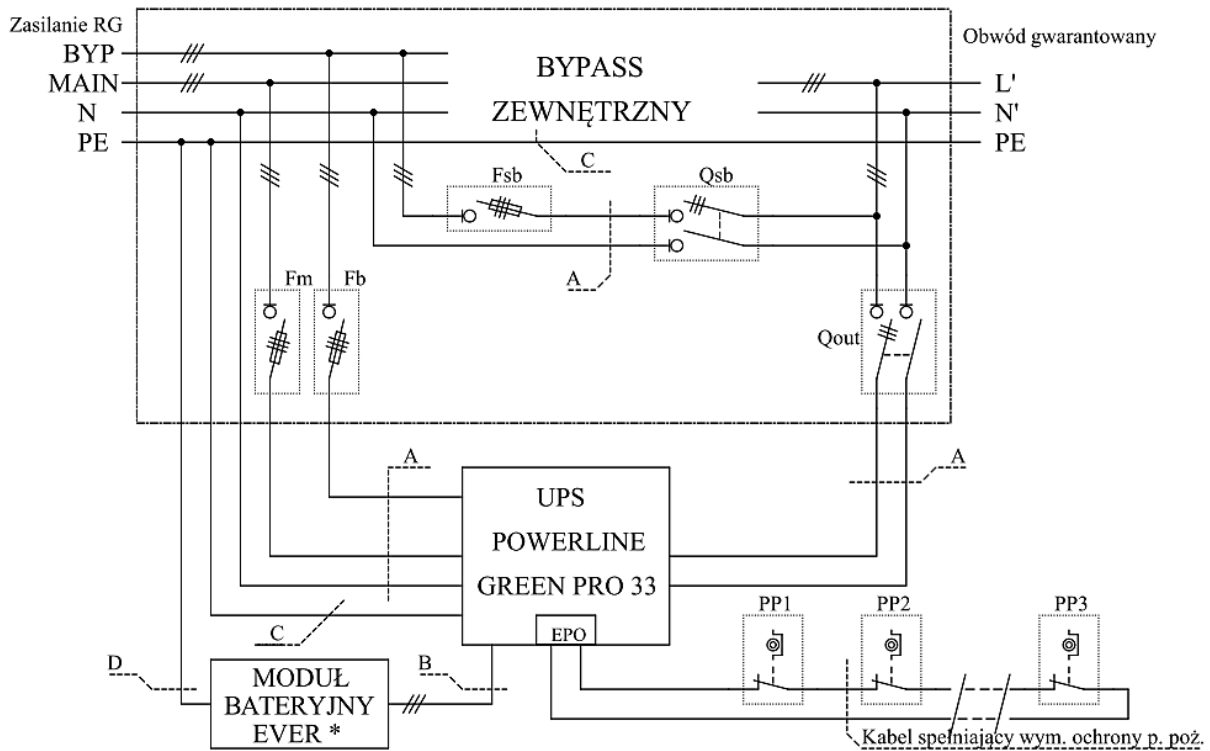 Zasilanie RG
BYP
MAIN
N
PE
BYPASS
ZEWNĘTRZNY
Obwód gwarantowany
L'
N'
PE
C
Fsb
Qsb
A
Fm
Fb
Qout
A
A
UPS
POWERLINE
GREEN PRO 33
EPO
PP1
PP2
PP3
C
D
B
MODUŁ
BATERYJNY
EVER *
Kabel spełniający wym. ochrony p. poż.